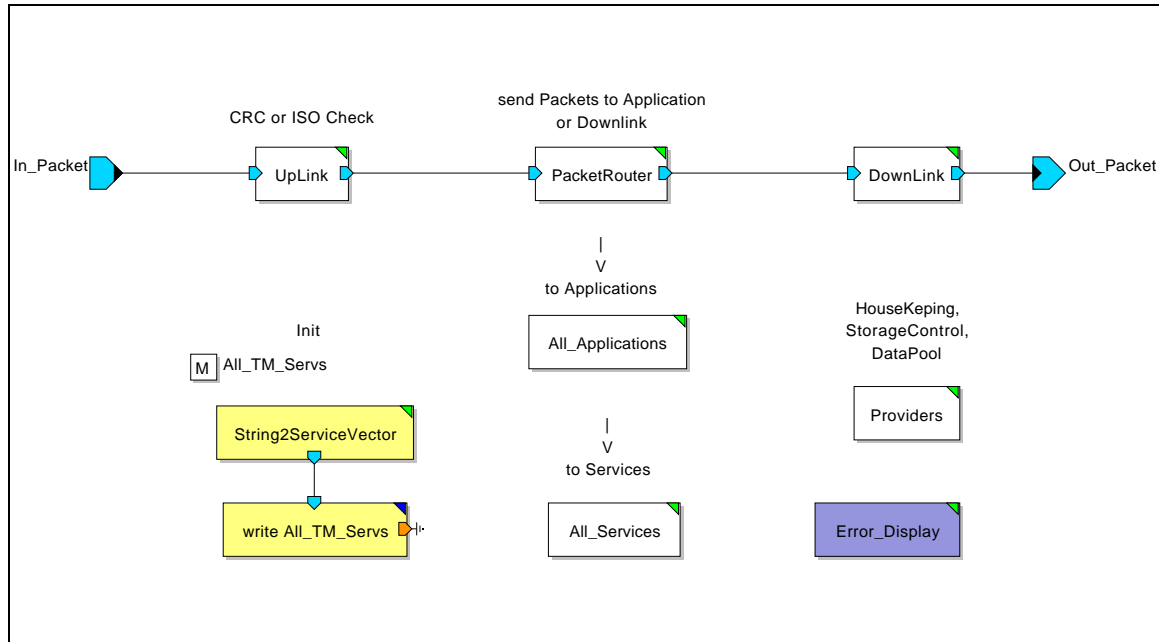 send Packets to Application
or Downlink
CRC or ISO Check
In_Packet
UpLink
PacketRouter
DownLink
Out_Packet
|
V
to Applications
HouseKeping,
StorageControl,
DataPool
Init
All_Applications
M
All_TM_Servs
Providers
String2ServiceVector
|
V
to Services
write All_TM_Servs
All_Services
Error_Display